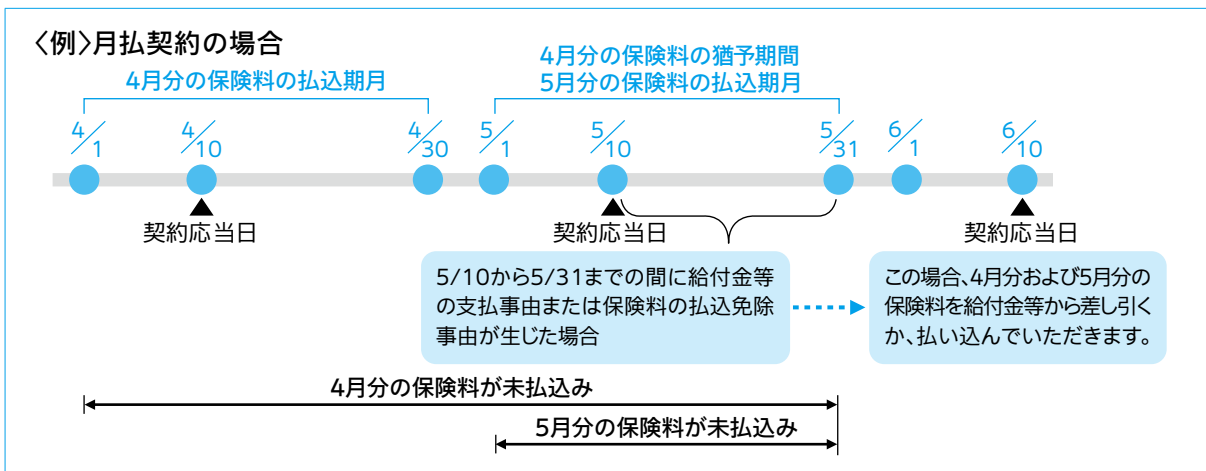 〈例〉月払契約の場合
4月分の保険料の払込期月
4月分の保険料の猶予期間
5月分の保険料の払込期月
4/1
4/10
4/30
5/1
5/10
5/31
6/1
6/10
契約応当日
契約応当日
契約応当日
5/10から5/31までの間に給付金等
の支払事由または保険料の払込免除
事由が生じた場合
この場合、4月分および5月分の
保険料を給付金等から差し引く
か、払い込んでいただきます。
4月分の保険料が未払込み
5月分の保険料が未払込み